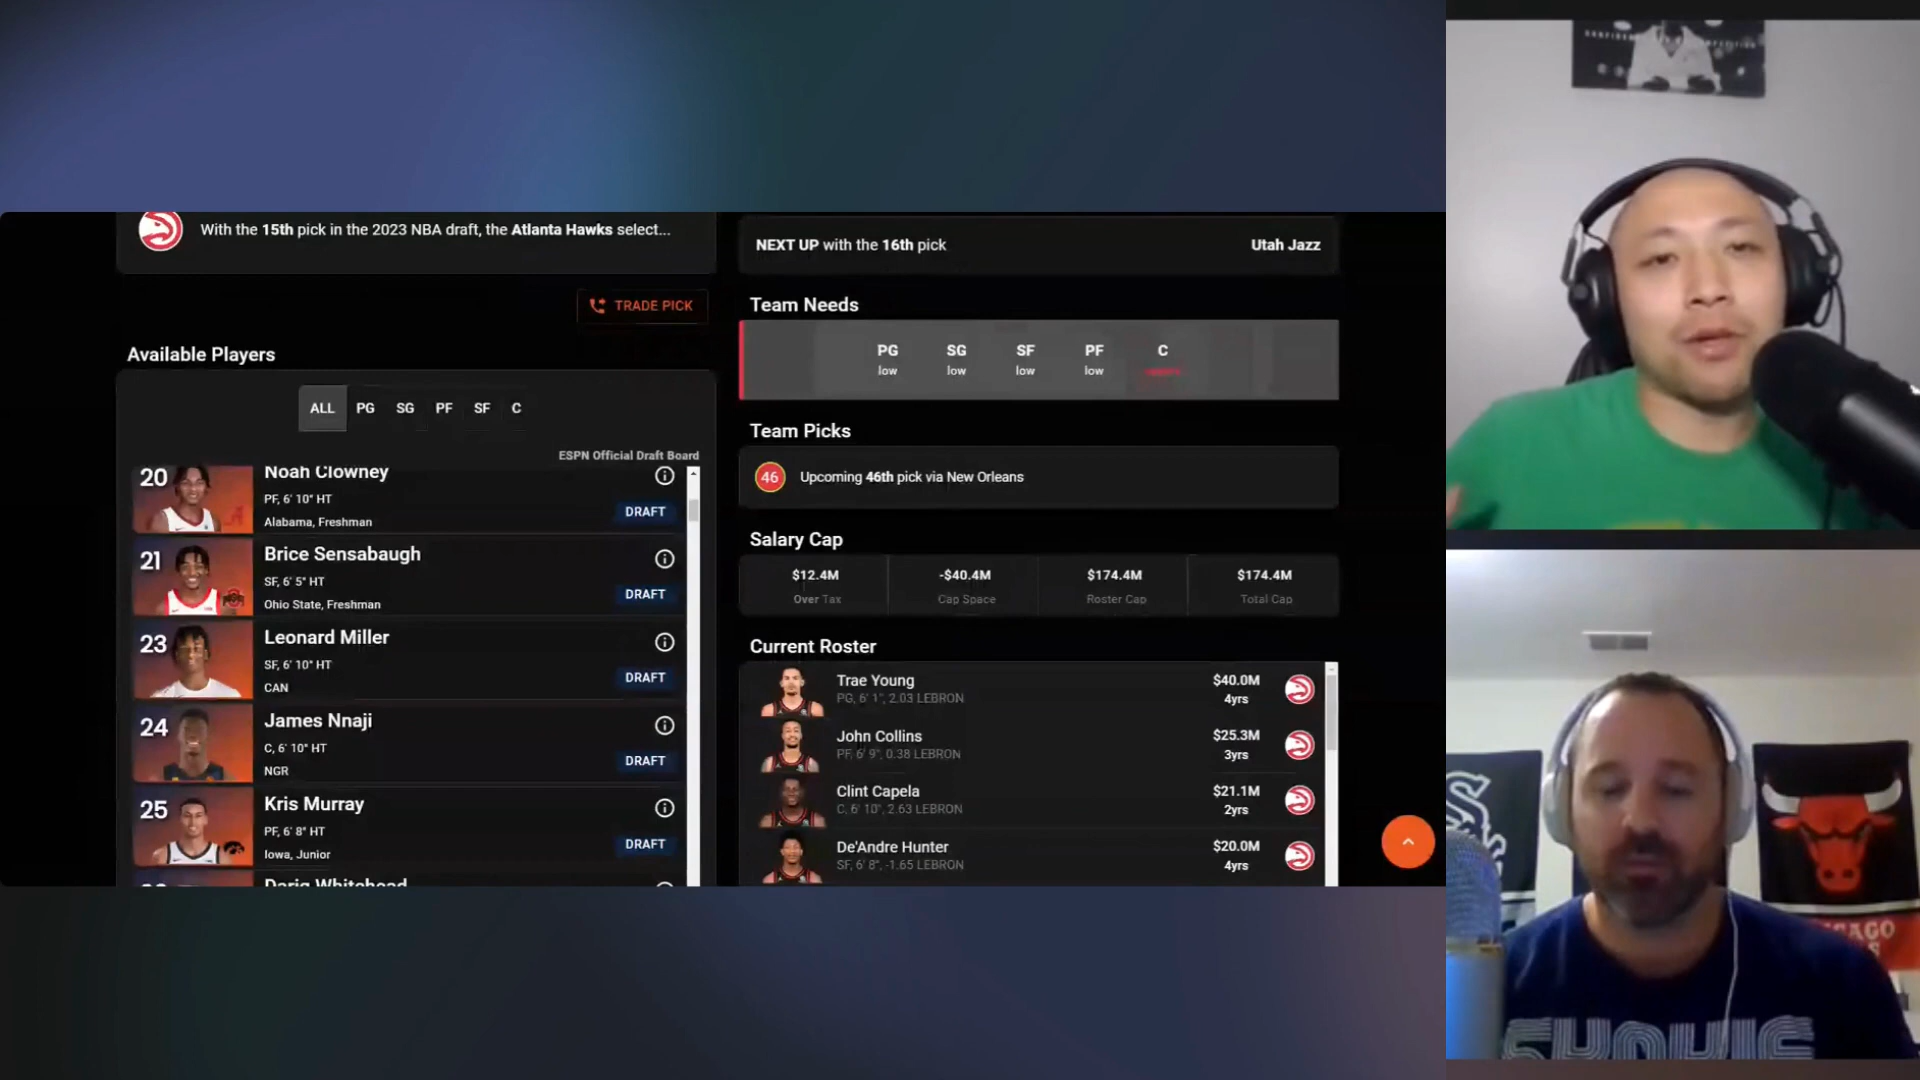 With the 15th pick in the 2023 NBA draft, the Atlanta Hawks select...
TRADE PICK
Available Players
ALL PG SG PF SF C
ESPN Official Draft Board
20 Noah Clowney
PF, 6' 10" HT
Alabama, Freshman
DRAFT
21 Brice Sensabaugh
SF, 6' 5" HT
Ohio State, Freshman
DRAFT
23 Leonard Miller
SF, 6' 10" HT
CAN
DRAFT
24 James Nnaji
C, 6' 10" HT
NGR
DRAFT
25 Kris Murray
PF, 6' 8" HT
Iowa, Junior
DRAFT
Dariq Whitehead
NEXT UP with the 16th pick Utah Jazz
Team Needs
PG SG SF PF C
low low low low
Team Picks
46 Upcoming 46th pick via New Orleans
Salary Cap
$12.4M -$40.4M $174.4M $174.4M
Over Tax Cap Space Roster Cap Total Cap
Current Roster
Trae Young $40.0M
PG, 6' 1", 2.03 LEBRON 4yrs
John Collins $25.3M
PF, 6' 9", 0.38 LEBRON 3yrs
Clint Capela $21.1M
C, 6' 10", 2.63 LEBRON 2yrs
De'Andre Hunter $20.0M
SF, 6' 8", -1.65 LEBRON 4yrs